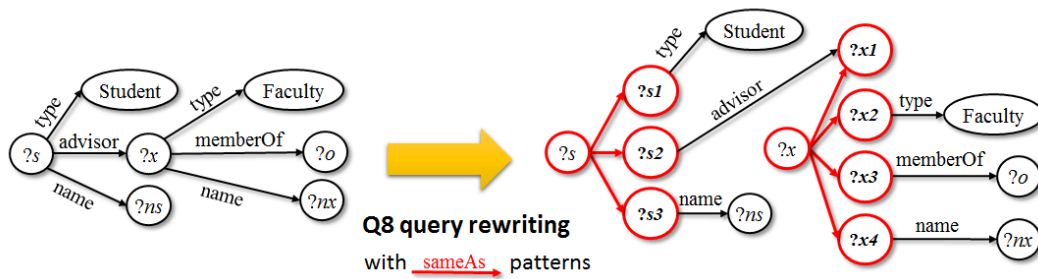 type
Student
type
Faculty
?s
advisor
?x
memberOf
?o
name
?ns
name
?nx
Q8 query rewriting
with sameAs patterns
type
Student
?s1
advisor
?x1
?s
?s2
?x2
type
Faculty
?x
?x3
memberOf
?o
?s3
name
?ns
?x4
name
?nx